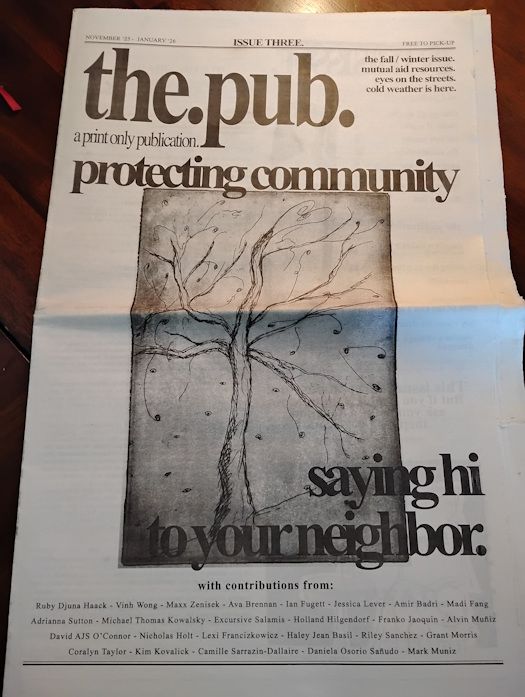 NOVEMBER '25 - JANUARY '26
ISSUE THREE.
FREE TO PICK-UP
the.pub.
a print only publication.
the fall / winter issue.
mutual aid resources.
eyes on the streets.
cold weather is here.
protecting community
saying hi
to your neighbor.
with contributions from:
Ruby Djuna Haack - Vinh Wong - Maxx Zenisek - Ava Brennan - Ian Fugett - Jessica Lever - Amir Badri - Madi Fang
Adrianna Sutton - Michael Thomas Kowalsky - Excursive Salamis - Holland Hilgendorf - Franko Jaoquin - Alvin Muñiz
David AJS O'Connor - Nicholas Holt - Lexi Francizkowicz - Haley Jean Basil - Riley Sanchez - Grant Morris
Coralyn Taylor - Kim Kovalick - Camille Sarrazin-Dallaire - Daniela Osorio Sañudo - Mark Muniz